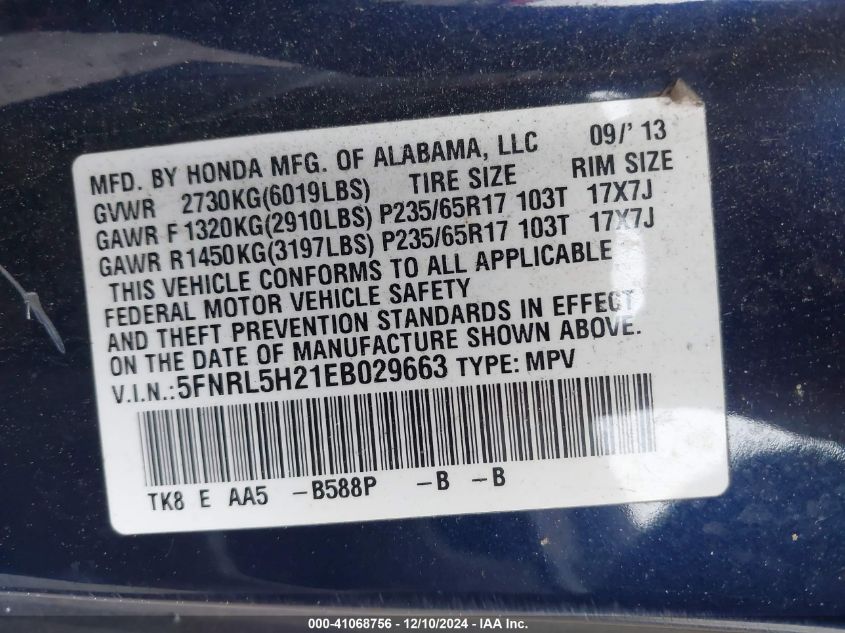 MFD. BY HONDA MFG. OF ALABAMA, LLC 09/' 13
GVWR 2730KG(6019LBS) TIRE SIZE RIM SIZE
GAWR F 1320KG(2910LBS) P235/65R17 103T 17X7J
GAWR R1450KG(3197LBS) P235/65R17 103T 17X7J
THIS VEHICLE CONFORMS TO ALL APPLICABLE
FEDERAL MOTOR VEHICLE SAFETY
AND THEFT PREVENTION STANDARDS IN EFFECT
ON THE DATE OF MANUFACTURE SHOWN ABOVE.
V.I.N.:5FNRL5H21EB029663 TYPE: MPV
TK8 E AA5 -B588P -B -B
000-41068756 - 12/10/2024 - IAA Inc.